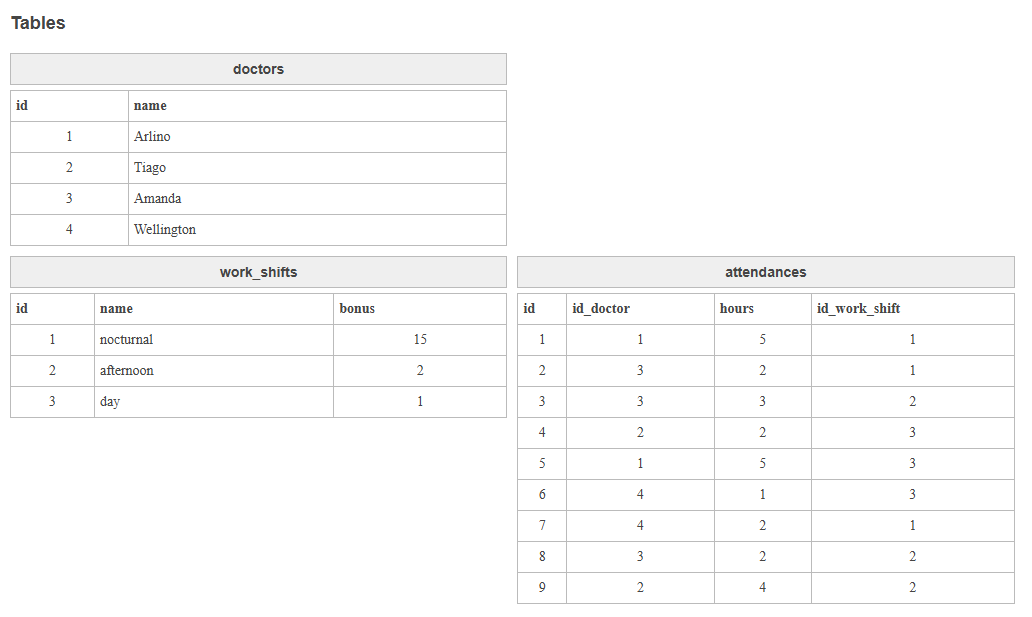 Tables
doctors
id name
1 Arlino
2 Tiago
3 Amanda
4 Wellington
work_shifts
id name bonus
1 nocturnal 15
2 afternoon 2
3 day 1
attendances
id id_doctor hours id_work_shift
1 1 5 1
2 3 2 1
3 3 3 2
4 2 2 3
5 1 5 3
6 4 1 3
7 4 2 1
8 3 2 2
9 2 4 2